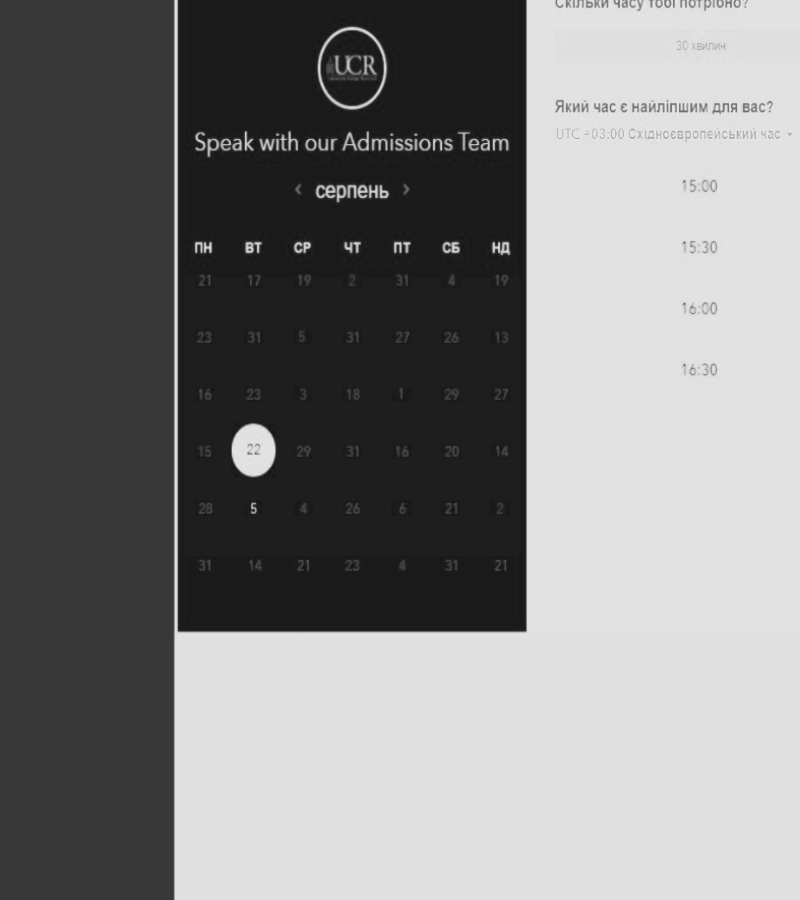 UCR
Speak with our Admissions Team
‹ серпень ›
ПН ВТ СР ЧТ ПТ СБ НД
21 17 19 2 31 4 19
23 31 5 31 27 26 13
16 23 3 18 1 29 27
15 22 29 31 16 20 14
28 5 4 26 6 21 2
31 14 21 23 4 31 21
Скільки часу тобі потрібно?
30 хвилин
Який час є найліпшим для вас?
UTC +03:00 Східноєвропейський час
15:00
15:30
16:00
16:30